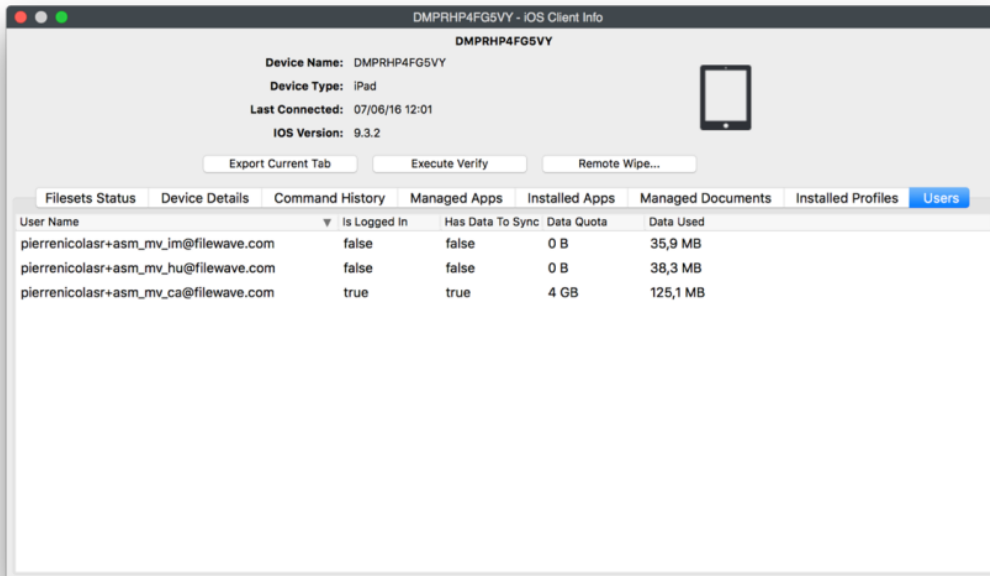 DMPRHP4FG5VY - iOS Client Info
DMPRHP4FG5VY
Device Name: DMPRHP4FG5VY
Device Type: iPad
Last Connected: 07/06/16 12:01
IOS Version: 9.3.2
Export Current Tab Execute Verify Remote Wipe...
Filesets Status Device Details Command History Managed Apps Installed Apps Managed Documents Installed Profiles Users
User Name Is Logged In Has Data To Sync Data Quota Data Used
pierrenicolasr+asm_mv_im@filewave.com false false 0 B 35,9 MB
pierrenicolasr+asm_mv_hu@filewave.com false false 0 B 38,3 MB
pierrenicolasr+asm_mv_ca@filewave.com true true 4 GB 125,1 MB